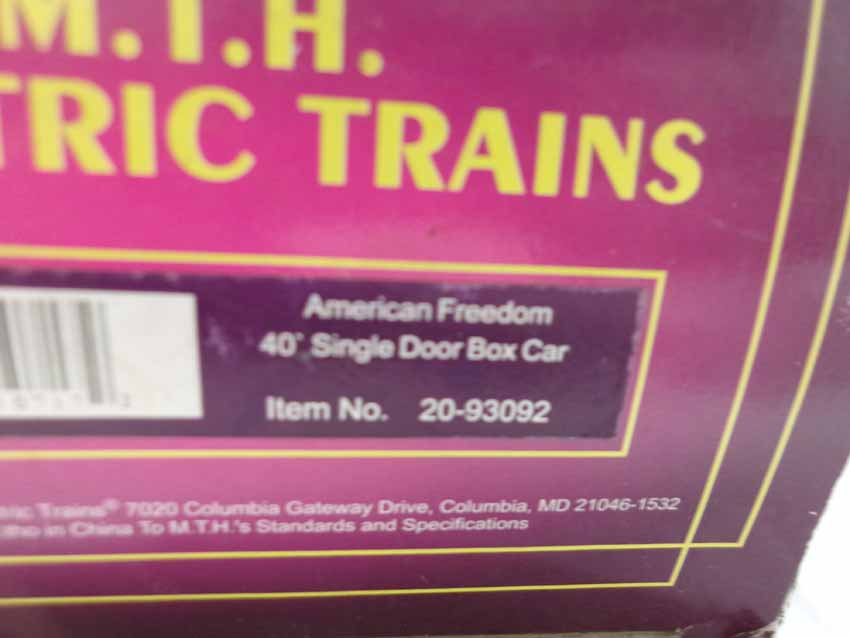 M.T.H.
TRIC TRAINS
American Freedom
40' Single Door Box Car
Item No. 20-93092
tric Trains® 7020 Columbia Gateway Drive, Columbia, MD 21046-1532
in China To M.T.H.'s Standards and Specifications